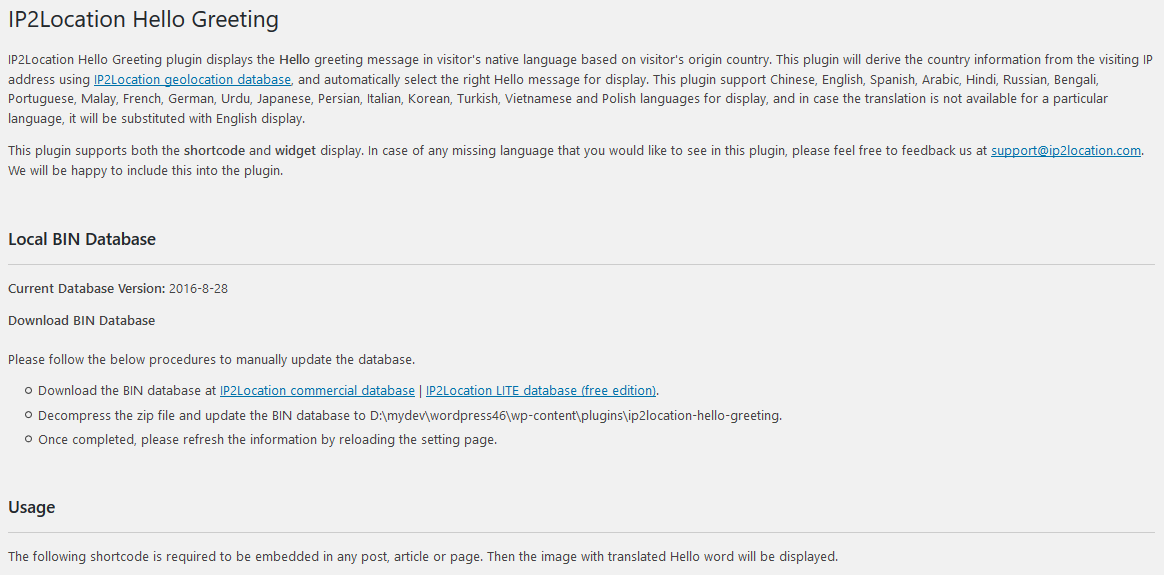 IP2Location Hello Greeting
IP2Location Hello Greeting plugin displays the Hello greeting message in visitor's native language based on visitor's origin country. This plugin will derive the country information from the visiting IP
address using IP2Location geolocation database, and automatically select the right Hello message for display. This plugin support Chinese, English, Spanish, Arabic, Hindi, Russian, Bengali,
Portuguese, Malay, French, German, Urdu, Japanese, Persian, Italian, Korean, Turkish, Vietnamese and Polish languages for display, and in case the translation is not available for a particular
language, it will be substituted with English display.
This plugin supports both the shortcode and widget display. In case of any missing language that you would like to see in this plugin, please feel free to feedback us at support@ip2location.com.
We will be happy to include this into the plugin.
Local BIN Database
Current Database Version: 2016-8-28
Download BIN Database
Please follow the below procedures to manually update the database.
Download the BIN database at IP2Location commercial database | IP2Location LITE database (free edition).
Decompress the zip file and update the BIN database to D:\mydev\wordpress46\wp-content\plugins\ip2location-hello-greeting.
Once completed, please refresh the information by reloading the setting page.
Usage
The following shortcode is required to be embedded in any post, article or page. Then the image with translated Hello word will be displayed.